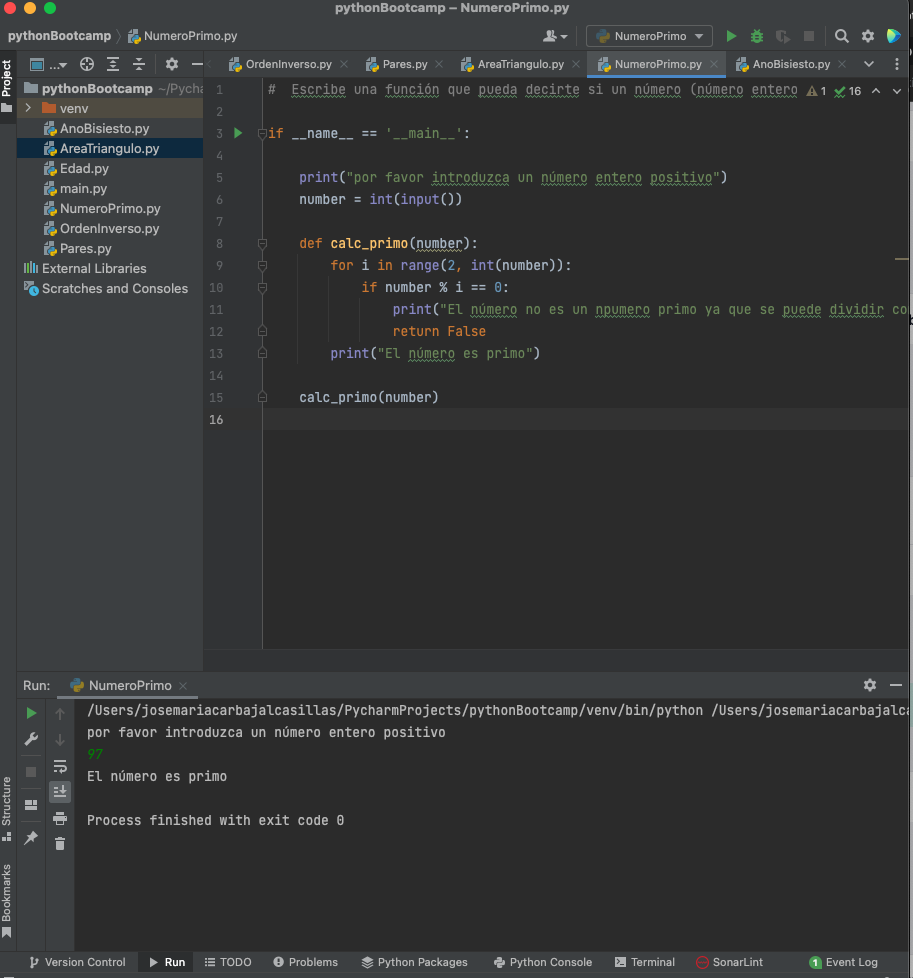 pythonBootcamp – NumeroPrimo.py
pythonBootcamp NumeroPrimo.py NumeroPrimo
Project
... OrdenInverso.py Pares.py AreaTriangulo.py NumeroPrimo.py AnoBisiesto.py
pythonBootcamp ~/Pycha
venv
AnoBisiesto.py
AreaTriangulo.py
Edad.py
main.py
NumeroPrimo.py
OrdenInverso.py
Pares.py
External Libraries
Scratches and Consoles
1 # Escribe una función que pueda decirte si un número (número entero 1 16
2
3 if __name__ == '__main__':
4
5 print("por favor introduzca un número entero positivo")
6 number = int(input())
7
8 def calc_primo(number):
9 for i in range(2, int(number)):
10 if number % i == 0:
11 print("El número no es un npumero primo ya que se puede dividir co
12 return False
13 print("El número es primo")
14
15 calc_primo(number)
16
Run: NumeroPrimo
/Users/josemariacarbajalcasillas/PycharmProjects/pythonBootcamp/venv/bin/python /Users/josemariacarbajalca
por favor introduzca un número entero positivo
97
El número es primo
Process finished with exit code 0
Structure
Bookmarks
Version Control Run TODO Problems Python Packages Python Console Terminal SonarLint 1 Event Log